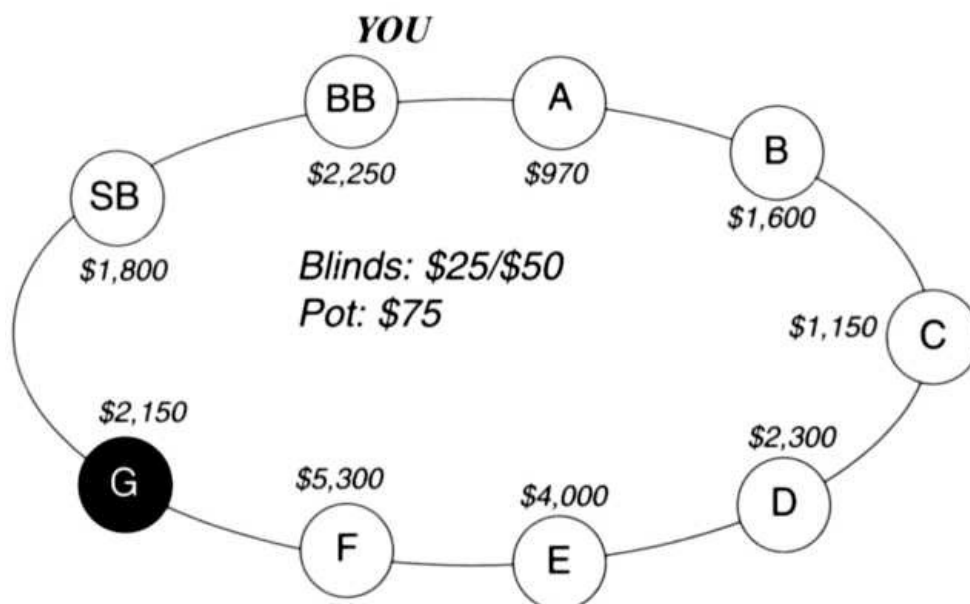 YOU
BB
A
B
SB
$2,250
$970
$1,600
$1,800
Blinds: $25/$50
Pot: $75
$1,150
C
$2,150
$2,300
G
$5,300
$4,000
D
F
E